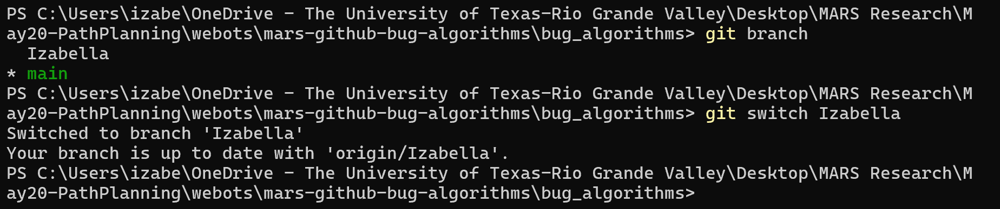 PS C:\Users\izabe\OneDrive - The University of Texas-Rio Grande Valley\Desktop\MARS Research\M
ay20-PathPlanning\webots\mars-github-bug-algorithms\bug_algorithms> git branch
  Izabella
* main
PS C:\Users\izabe\OneDrive - The University of Texas-Rio Grande Valley\Desktop\MARS Research\M
ay20-PathPlanning\webots\mars-github-bug-algorithms\bug_algorithms> git switch Izabella
Switched to branch 'Izabella'
Your branch is up to date with 'origin/Izabella'.
PS C:\Users\izabe\OneDrive - The University of Texas-Rio Grande Valley\Desktop\MARS Research\M
ay20-PathPlanning\webots\mars-github-bug-algorithms\bug_algorithms>